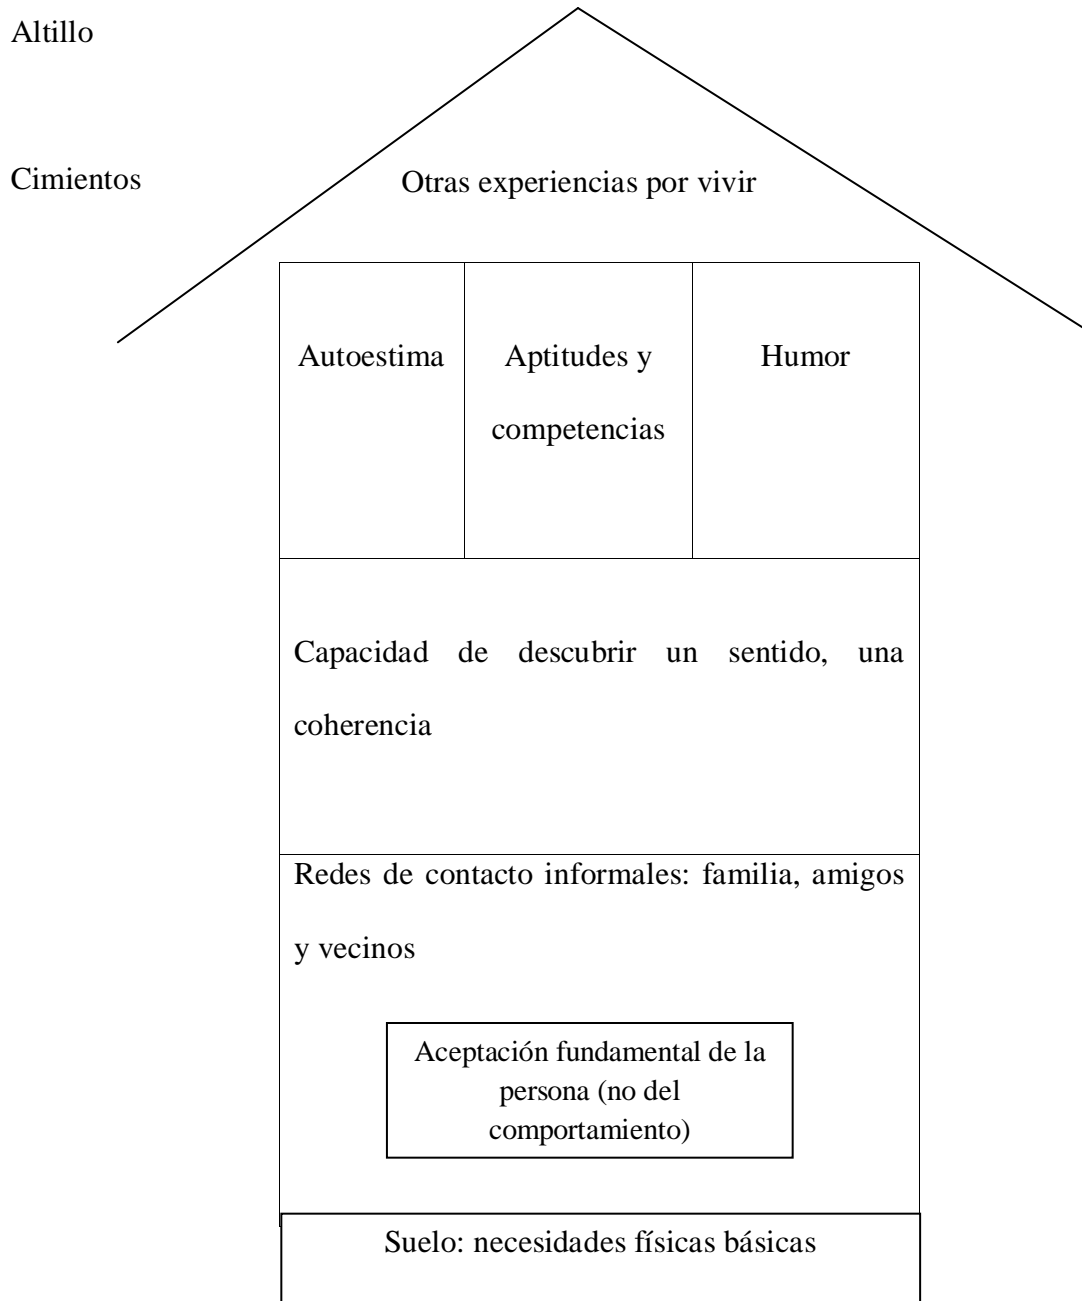 Altillo
Cimientos
Otras experiencias por vivir
Autoestima
Aptitudes y
competencias
Humor
Capacidad de descubrir un sentido, una
coherencia
Redes de contacto informales: familia, amigos
y vecinos
Aceptación fundamental de la
persona (no del
comportamiento)
Suelo: necesidades físicas básicas